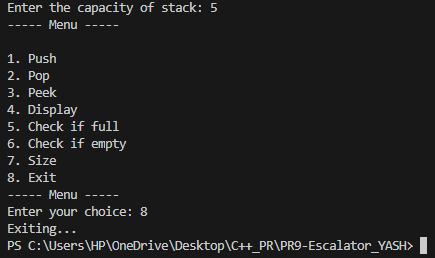 Enter the capacity of stack: 5
----- Menu -----
1. Push
2. Pop
3. Peek
4. Display
5. Check if full
6. Check if empty
7. Size
8. Exit
----- Menu -----
Enter your choice: 8
Exiting...
PS C:\Users\HP\OneDrive\Desktop\C++_PR\PR9-Escalator_YASH>